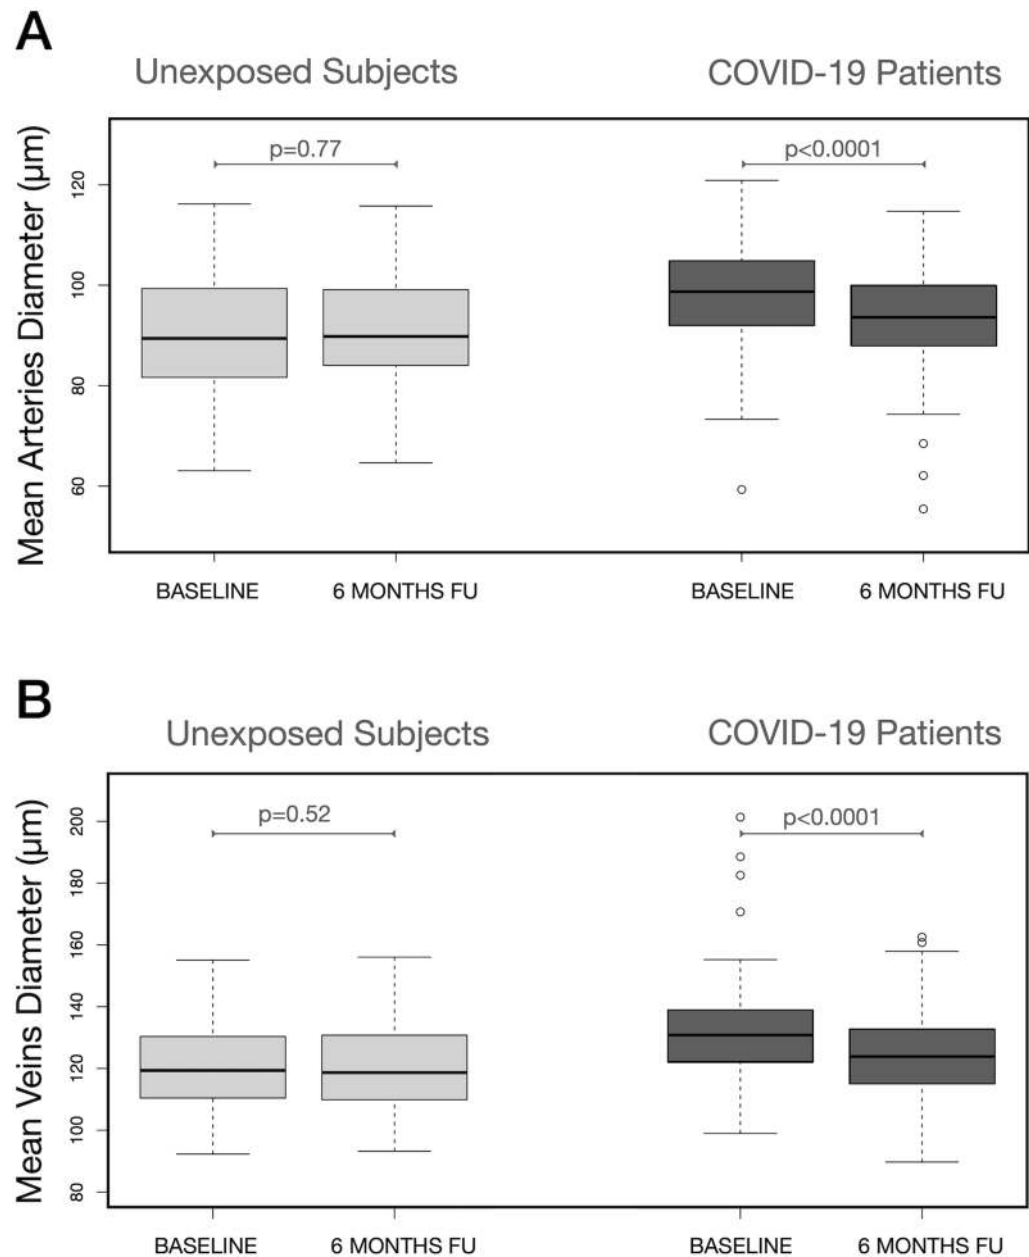 A
Unexposed Subjects
COVID-19 Patients
Mean Arteries Diameter (µm)
120
100
80
60
p=0.77
p<0.0001
BASELINE
6 MONTHS FU
BASELINE
6 MONTHS FU
B
Unexposed Subjects
COVID-19 Patients
Mean Veins Diameter (µm)
200
180
160
140
120
100
80
p=0.52
p<0.0001
BASELINE
6 MONTHS FU
BASELINE
6 MONTHS FU